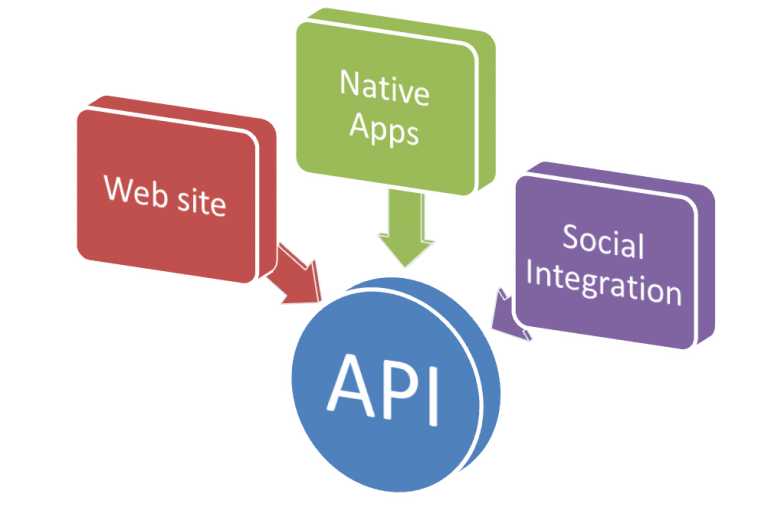 Native
Apps
Web site
Social
Integration
API